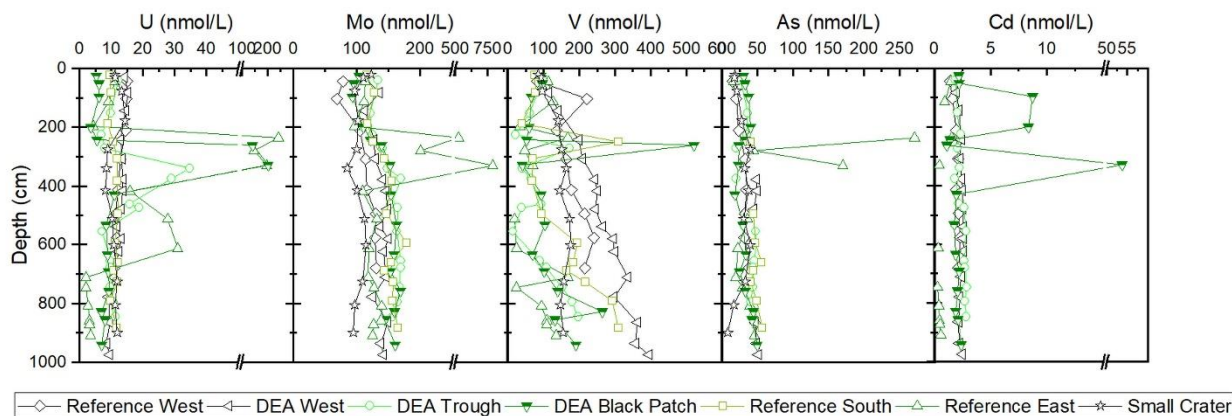 U (nmol/L) Mo (nmol/L) V (nmol/L) As (nmol/L) Cd (nmol/L)
0 10 20 30 40 100 200 0 100 200 500 7500 0 100 200 300 400 500 600 0 50 100 150 200 250 0 5 10 50 55
0
200
400
600
800
1000
Depth (cm)
Reference West DEA West DEA Trough DEA Black Patch Reference South Reference East Small Crater